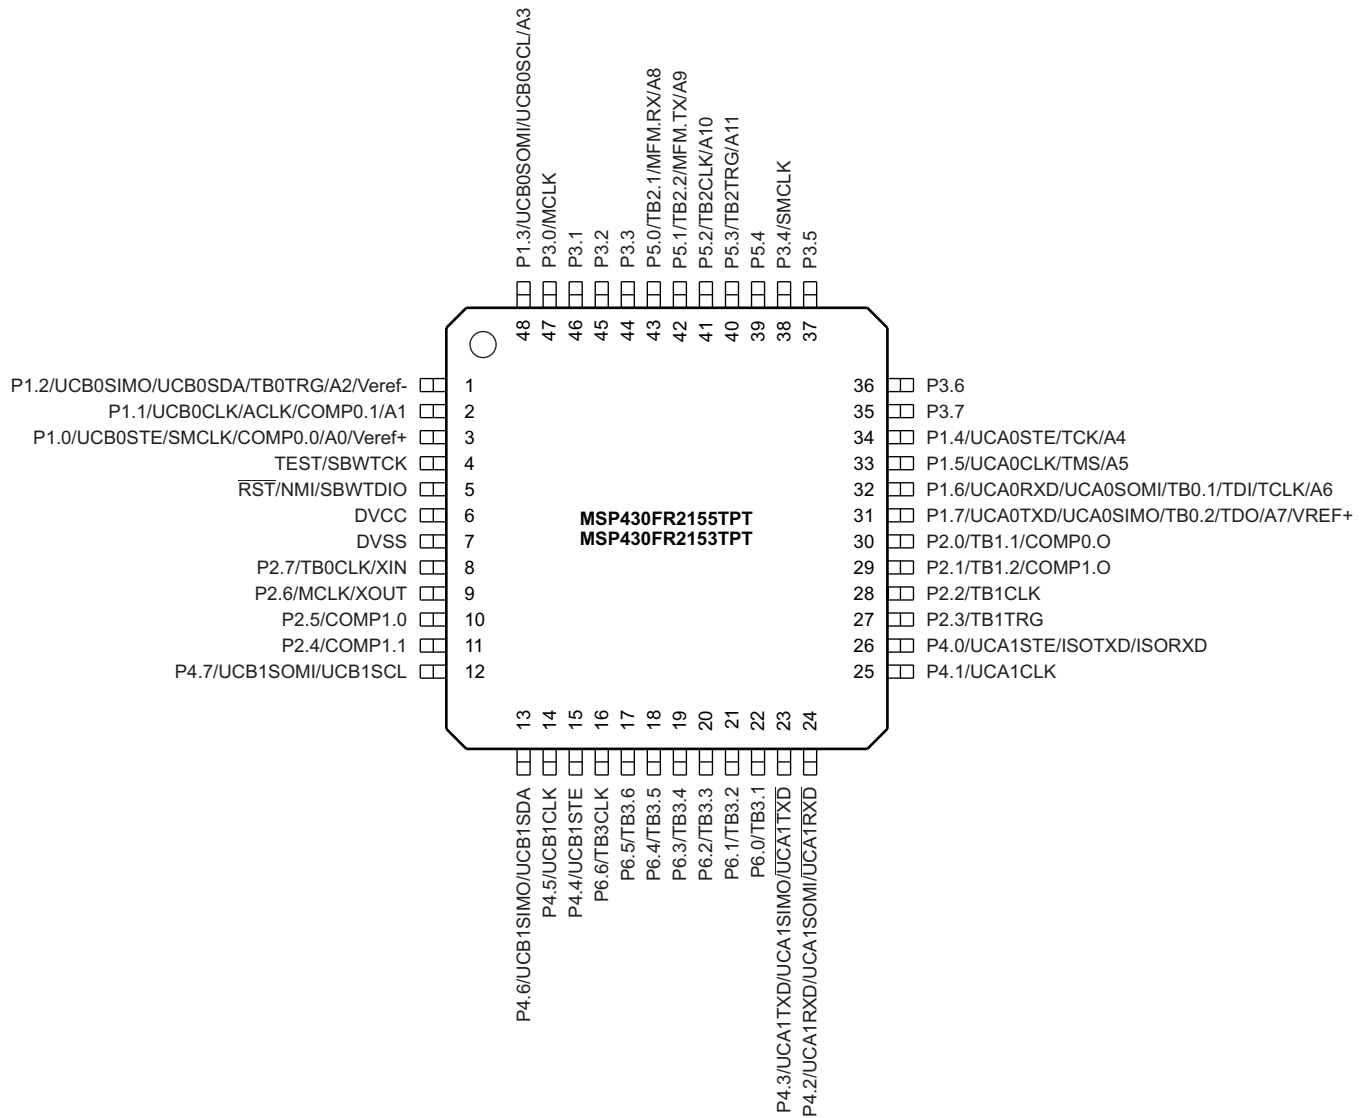 P1.3/UCB0SOMI/UCB0SCL/A3
P3.0/MCLK
P3.1
P3.2
P3.3
P5.0/TB2.1/MFM.RX/A8
P5.1/TB2.2/MFM.TX/A9
P5.2/TB2CLK/A10
P5.3/TB2TRG/A11
P5.4
P3.4/SMCLK
P3.5
48
47
46
45
44
43
42
41
40
39
38
37
P1.2/UCB0SIMO/UCB0SDA/TB0TRG/A2/Veref- 1
P1.1/UCB0CLK/ACLK/COMP0.1/A1 2
P1.0/UCB0STE/SMCLK/COMP0.0/A0/Veref+ 3
TEST/SBWTCK 4
RST/NMI/SBWTDIO 5
DVCC 6
DVSS 7
P2.7/TB0CLK/XIN 8
P2.6/MCLK/XOUT 9
P2.5/COMP1.0 10
P2.4/COMP1.1 11
P4.7/UCB1SOMI/UCB1SCL 12
MSP430FR2155TPT
MSP430FR2153TPT
36 P3.6
35 P3.7
34 P1.4/UCA0STE/TCK/A4
33 P1.5/UCA0CLK/TMS/A5
32 P1.6/UCA0RXD/UCA0SOMI/TB0.1/TDI/TCLK/A6
31 P1.7/UCA0TXD/UCA0SIMO/TB0.2/TDO/A7/VREF+
30 P2.0/TB1.1/COMP0.O
29 P2.1/TB1.2/COMP1.O
28 P2.2/TB1CLK
27 P2.3/TB1TRG
26 P4.0/UCA1STE/ISOTXD/ISORXD
25 P4.1/UCA1CLK
13
14
15
16
17
18
19
20
21
22
23
24
P4.6/UCB1SIMO/UCB1SDA
P4.5/UCB1CLK
P4.4/UCB1STE
P6.6/TB3CLK
P6.5/TB3.6
P6.4/TB3.5
P6.3/TB3.4
P6.2/TB3.3
P6.1/TB3.2
P6.0/TB3.1
P4.3/UCA1TXD/UCA1SIMO/UCA1TXD
P4.2/UCA1RXD/UCA1SOMI/UCA1RXD